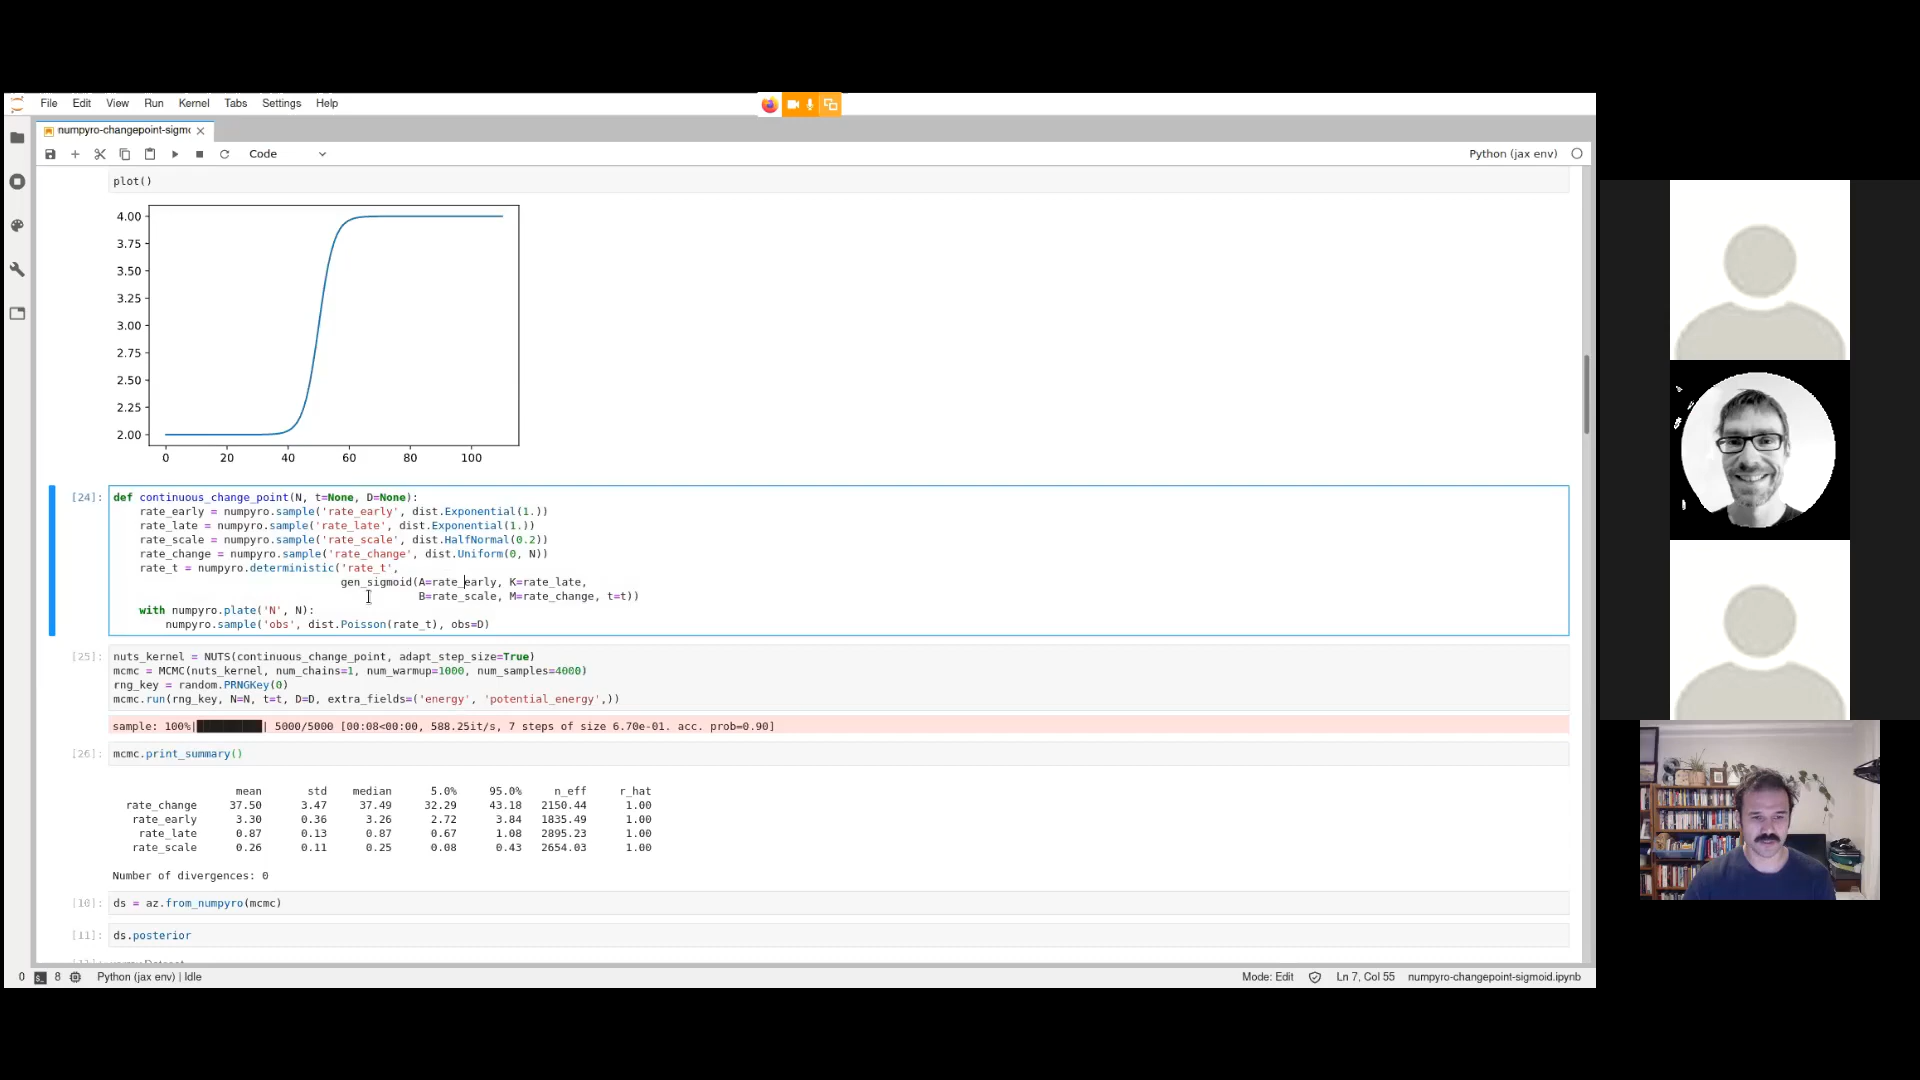 File Edit View Run Kernel Tabs Settings Help
numpyro-changepoint-sigmo
Code
Python (jax env)
plot()
4.00
3.75
3.50
3.25
3.00
2.75
2.50
2.25
2.00
0 20 40 60 80 100
[24]: def continuous_change_point(N, t=None, D=None):
rate_early = numpyro.sample('rate_early', dist.Exponential(1.))
rate_late = numpyro.sample('rate_late', dist.Exponential(1.))
rate_scale = numpyro.sample('rate_scale', dist.HalfNormal(0.2))
rate_change = numpyro.sample('rate_change', dist.Uniform(0, N))
rate_t = numpyro.deterministic('rate_t',
gen_sigmoid(A=rate_early, K=rate_late,
B=rate_scale, M=rate_change, t=t))
with numpyro.plate('N', N):
numpyro.sample('obs', dist.Poisson(rate_t), obs=D)
[25]: nuts_kernel = NUTS(continuous_change_point, adapt_step_size=True)
mcmc = MCMC(nuts_kernel, num_chains=1, num_warmup=1000, num_samples=4000)
rng_key = random.PRNGKey(0)
mcmc.run(rng_key, N=N, t=t, D=D, extra_fields=('energy', 'potential_energy',))
sample: 100%|██████████| 5000/5000 [00:08<00:00, 588.25it/s, 7 steps of size 6.70e-01. acc. prob=0.90]
[26]: mcmc.print_summary()
mean std median 5.0% 95.0% n_eff r_hat
rate_change 37.50 3.47 37.49 32.29 43.18 2150.44 1.00
rate_early 3.30 0.36 3.26 2.72 3.84 1835.49 1.00
rate_late 0.87 0.13 0.87 0.67 1.08 2895.23 1.00
rate_scale 0.26 0.11 0.25 0.08 0.43 2654.03 1.00
Number of divergences: 0
[10]: ds = az.from_numpyro(mcmc)
[11]: ds.posterior
0 8 Python (jax env) | Idle Mode: Edit Ln 7, Col 55 numpyro-changepoint-sigmoid.ipynb